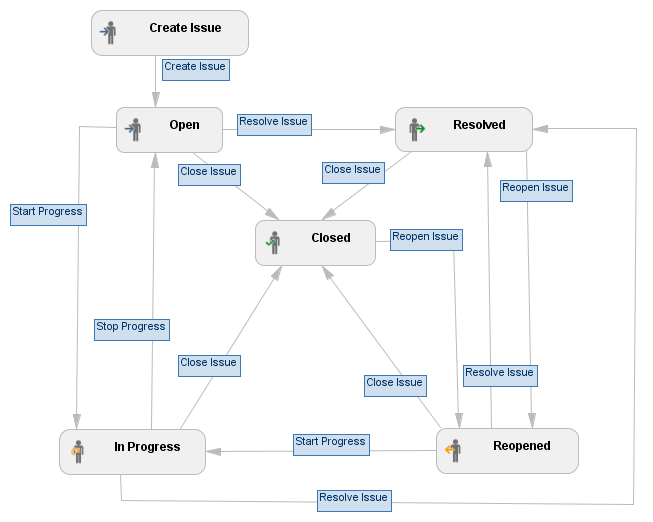 Create Issue
Create Issue
Open
Resolve Issue
Resolved
Close Issue
Close Issue
Reopen Issue
Start Progress
Closed
Reopen Issue
Stop Progress
Close Issue
Close Issue
Resolve Issue
In Progress
Start Progress
Reopened
Resolve Issue